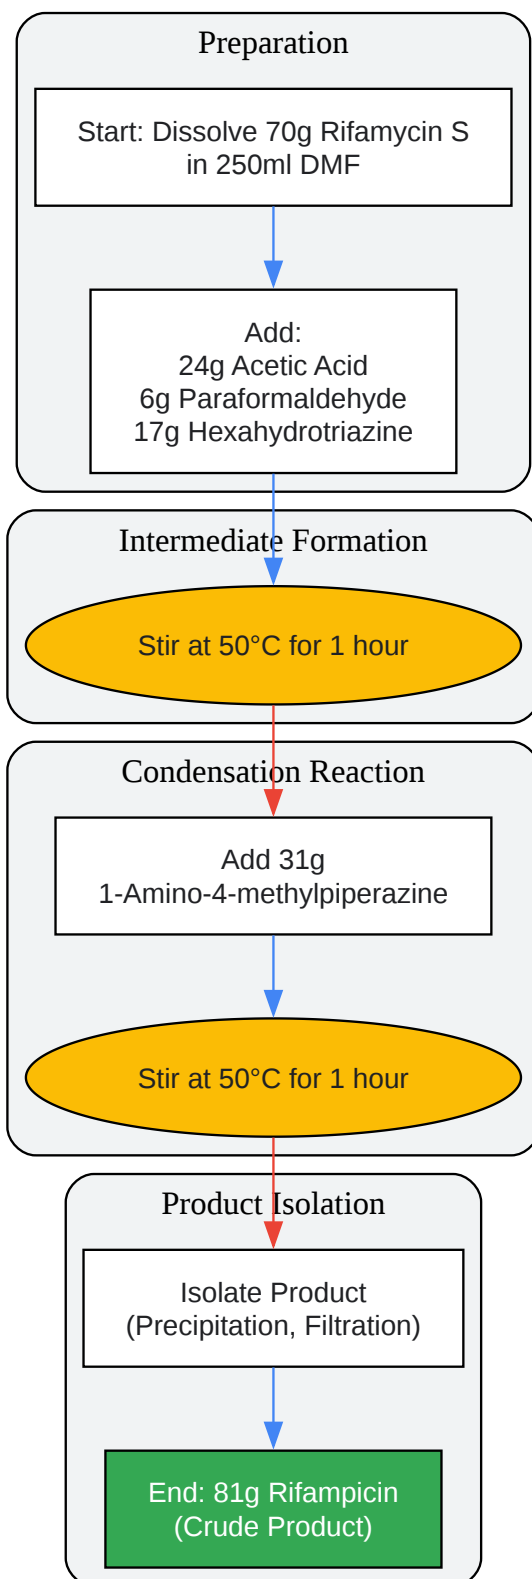 Preparation
Start: Dissolve 70g Rifamycin S
in 250ml DMF
Add:
24g Acetic Acid
6g Paraformaldehyde
17g Hexahydrotriazine
Intermediate Formation
Stir at 50°C for 1 hour
Condensation Reaction
Add 31g
1-Amino-4-methylpiperazine
Stir at 50°C for 1 hour
Product Isolation
Isolate Product
(Precipitation, Filtration)
End: 81g Rifampicin
(Crude Product)